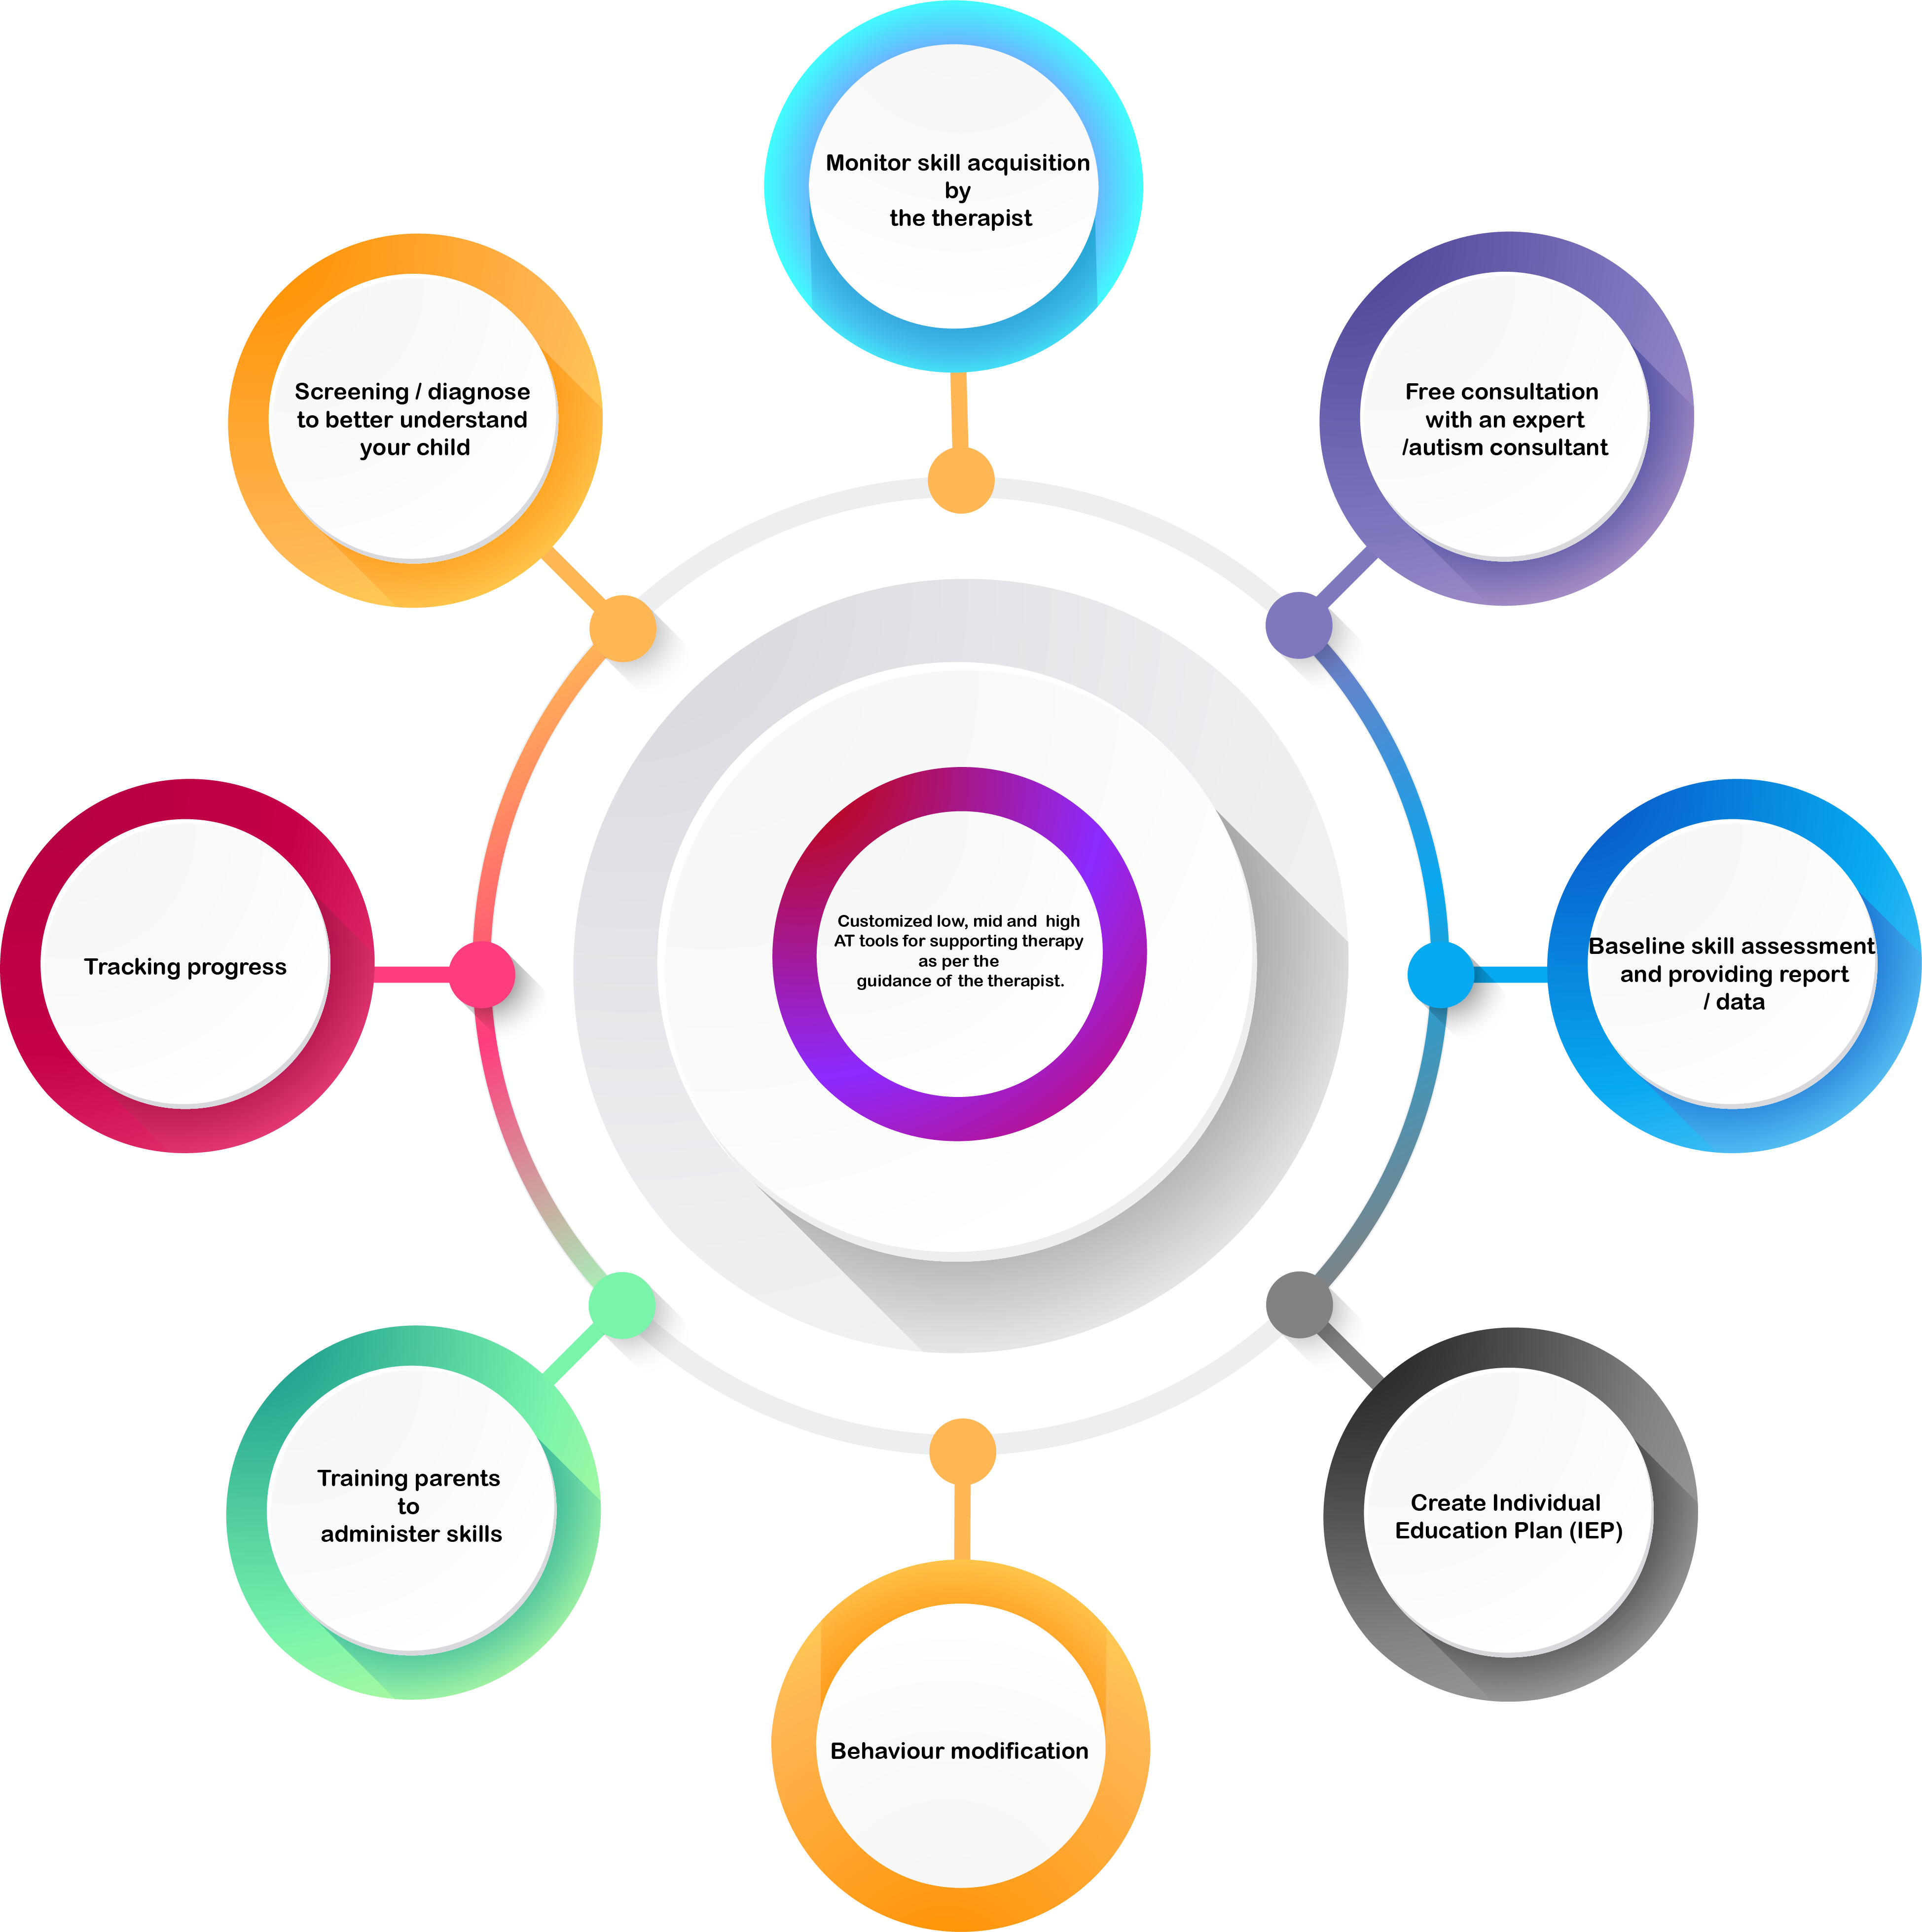 Monitor skill acquisition
by
the therapist
Screening / diagnose
to better understand
your child
Free consultation
with an expert
/autism consultant
Tracking progress
Customized low, mid and high
AT tools for supporting therapy
as per the
guidance of the therapist.
Baseline skill assessment
and providing report
/ data
Training parents
to
administer skills
Create Individual
Education Plan (IEP)
Behaviour modification